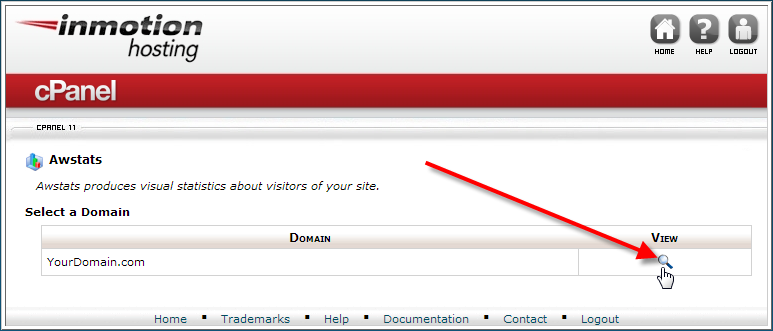 inmotion
hosting
HOME HELP LOGOUT
cPanel
CPANEL 11
Awstats
Awstats produces visual statistics about visitors of your site.
Select a Domain
DOMAIN VIEW
YourDomain.com
Home ▪ Trademarks ▪ Help ▪ Documentation ▪ Contact ▪ Logout